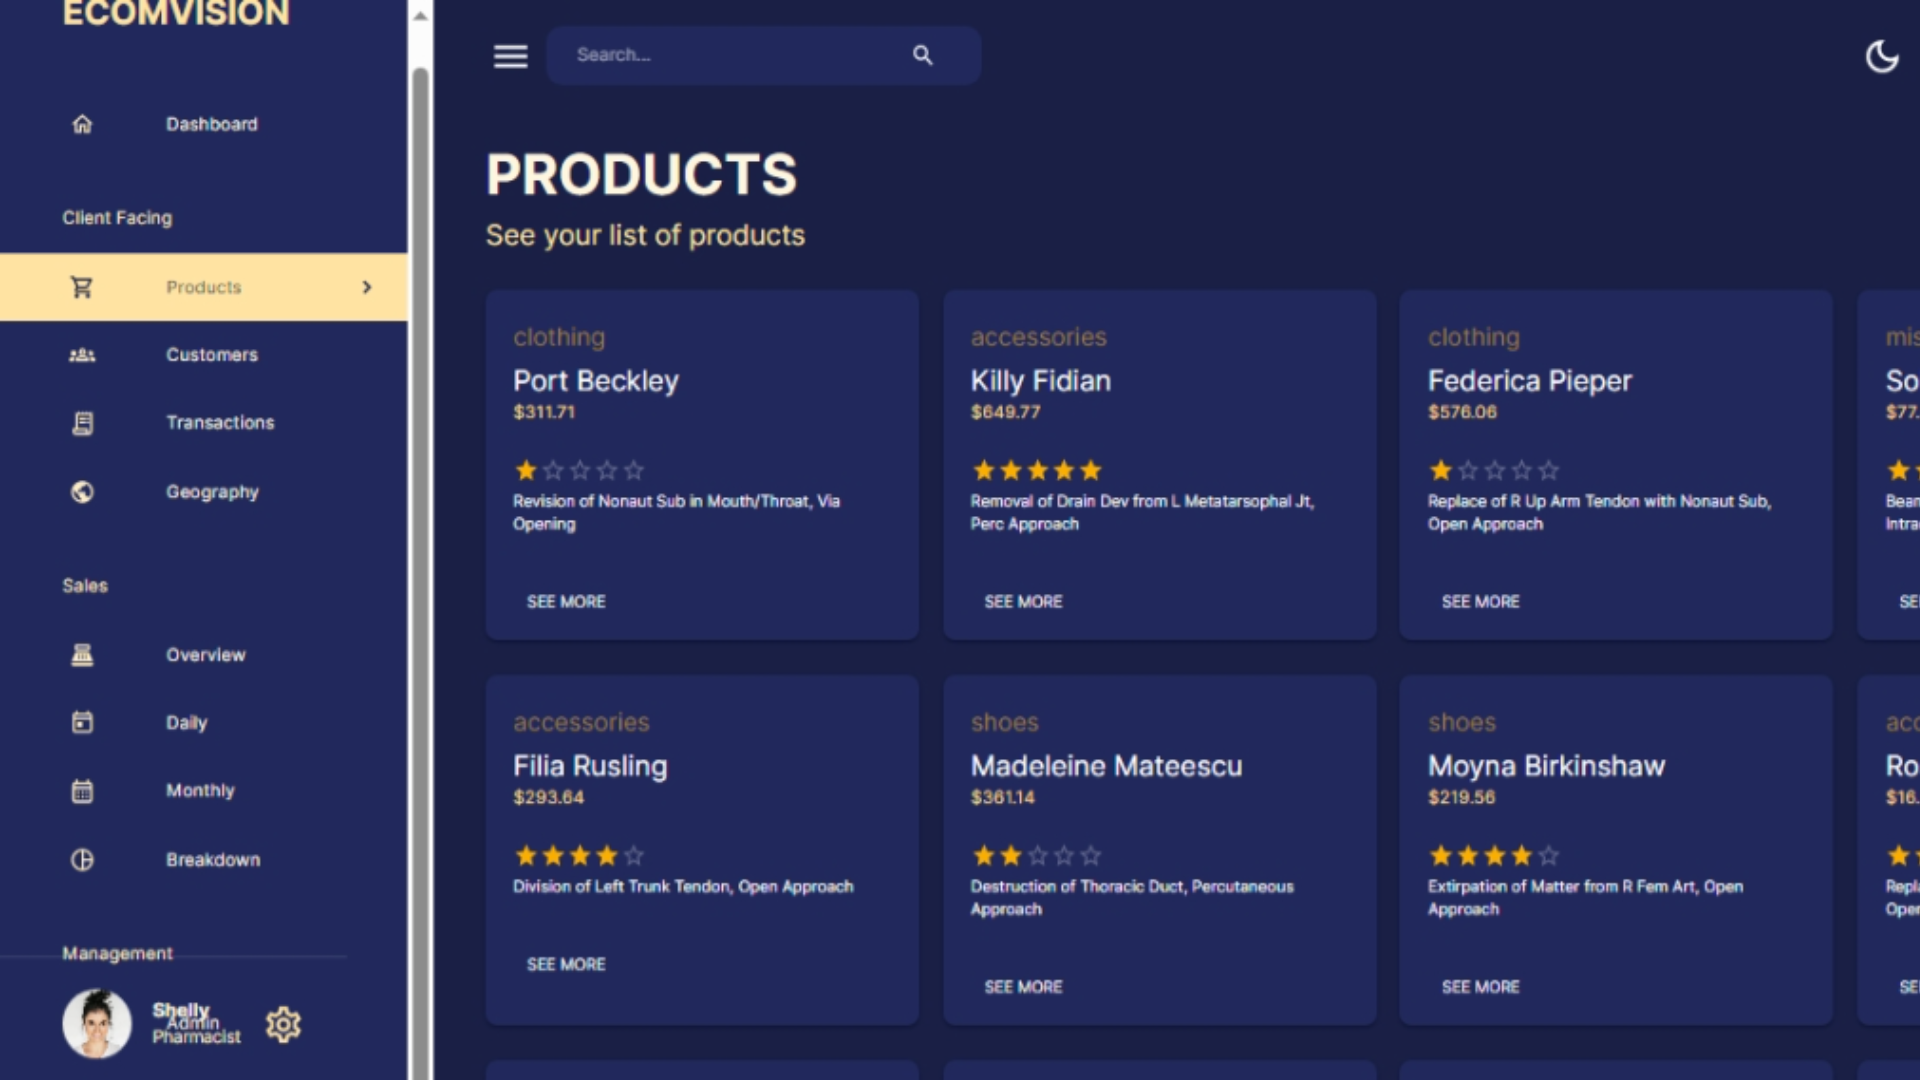 ECOMVISION
Dashboard
Client Facing
Products
Customers
Transactions
Geography
Sales
Overview
Daily
Monthly
Breakdown
Management
Shelly
Admin
Pharmacist
Search...
PRODUCTS
See your list of products
clothing
Port Beckley
$311.71
Revision of Nonaut Sub in Mouth/Throat, Via
Opening
SEE MORE
accessories
Killy Fidian
$649.77
Removal of Drain Dev from L Metatarsophal Jt,
Perc Approach
SEE MORE
clothing
Federica Pieper
$576.06
Replace of R Up Arm Tendon with Nonaut Sub,
Open Approach
SEE MORE
mis
So
$77.
Bear
Intra
SE
accessories
Filia Rusling
$293.64
Division of Left Trunk Tendon, Open Approach
SEE MORE
shoes
Madeleine Mateescu
$361.14
Destruction of Thoracic Duct, Percutaneous
Approach
SEE MORE
shoes
Moyna Birkinshaw
$219.56
Extirpation of Matter from R Fem Art, Open
Approach
SEE MORE
acc
Ro
$16.
Repla
Oper
SE